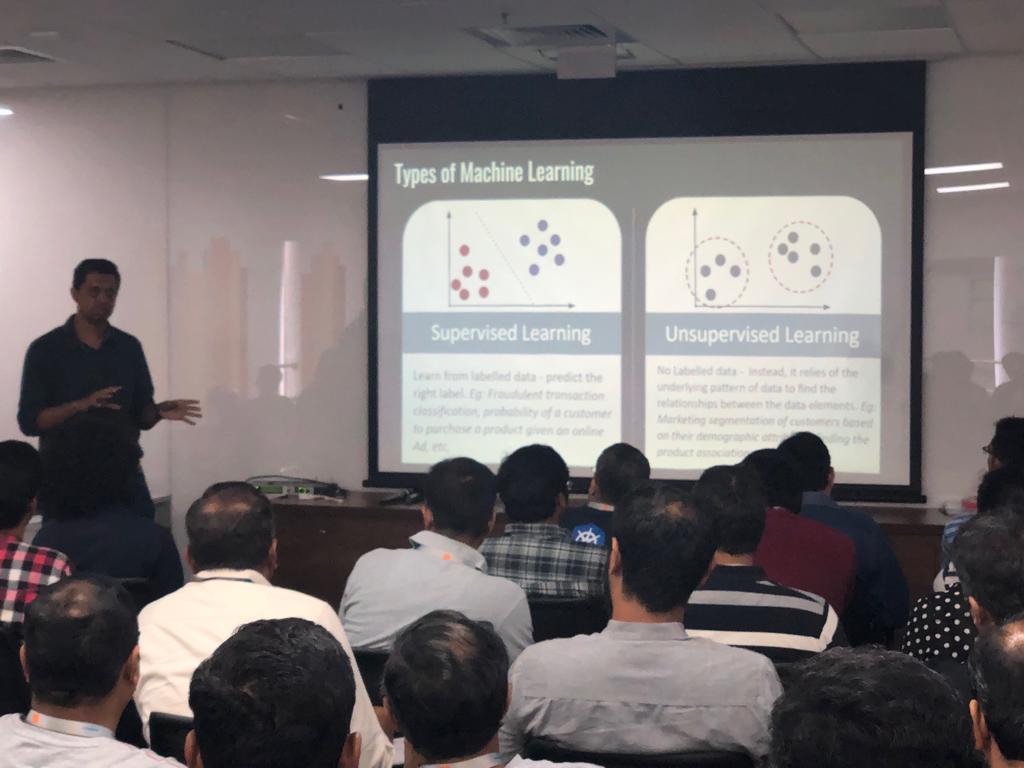 Types of Machine Learning
Supervised Learning
Learn from labelled data - predict the
right label. Eg: Fraudulent transaction
classification, probability of a customer
to purchase a product given an online
Ad, etc.
Unsupervised Learning
No Labelled data - Instead, it relies of the
underlying pattern of data to find the
relationships between the data elements. Eg:
Marketing segmentation of customers based
on their demographic
product